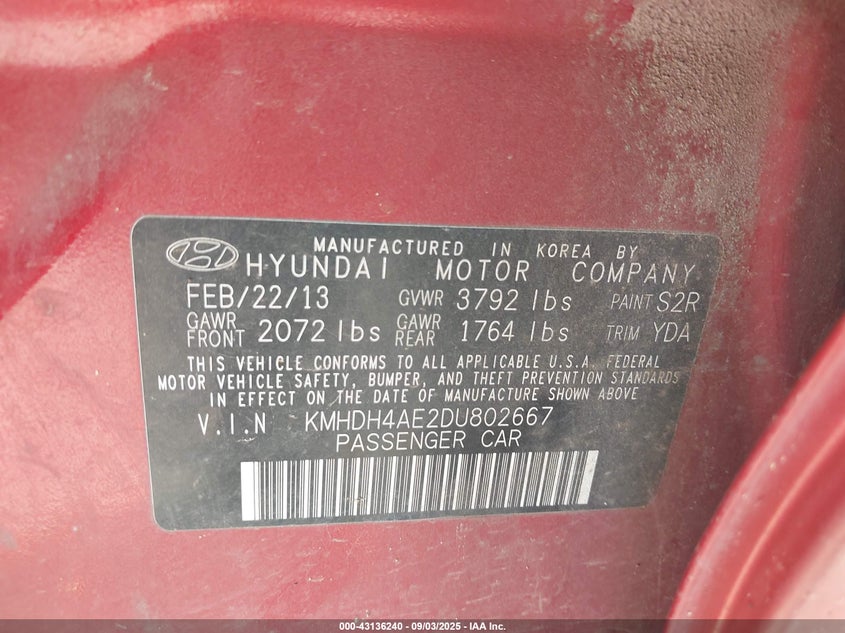 MANUFACTURED IN KOREA BY
HYUNDAI MOTOR COMPANY
FEB/22/13 GVWR 3792 lbs PAINT S2R
GAWR FRONT 2072 lbs GAWR REAR 1764 lbs TRIM YDA
THIS VEHICLE CONFORMS TO ALL APPLICABLE U.S.A. FEDERAL
MOTOR VEHICLE SAFETY, BUMPER, AND THEFT PREVENTION STANDARDS
IN EFFECT ON THE DATE OF MANUFACTURE SHOWN ABOVE
V.I.N KMHDH4AE2DU802667
PASSENGER CAR
000-43136240 - 09/03/2025 - IAA Inc.